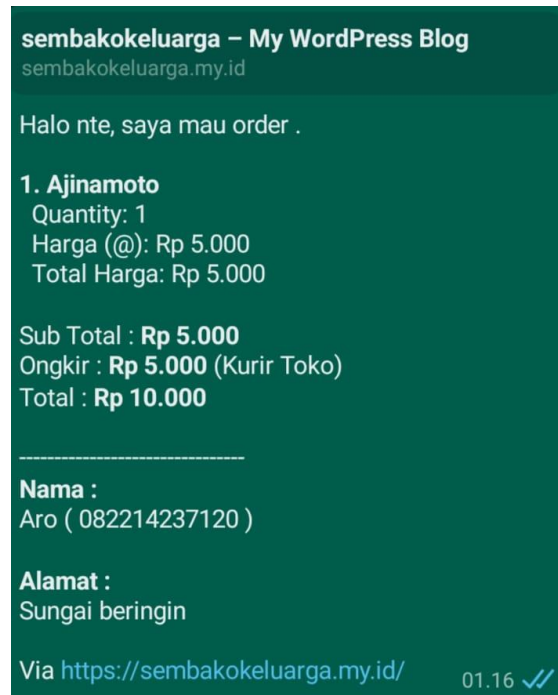 sembakokeluarga – My WordPress Blog
sembakokeluarga.my.id
Halo nte, saya mau order .
1. Ajinamoto
Quantity: 1
Harga (@): Rp 5.000
Total Harga: Rp 5.000
Sub Total : Rp 5.000
Ongkir : Rp 5.000 (Kurir Toko)
Total : Rp 10.000
--------------------------------
Nama :
Aro ( 082214237120 )
Alamat :
Sungai beringin
Via https://sembakokeluarga.my.id/
01.16